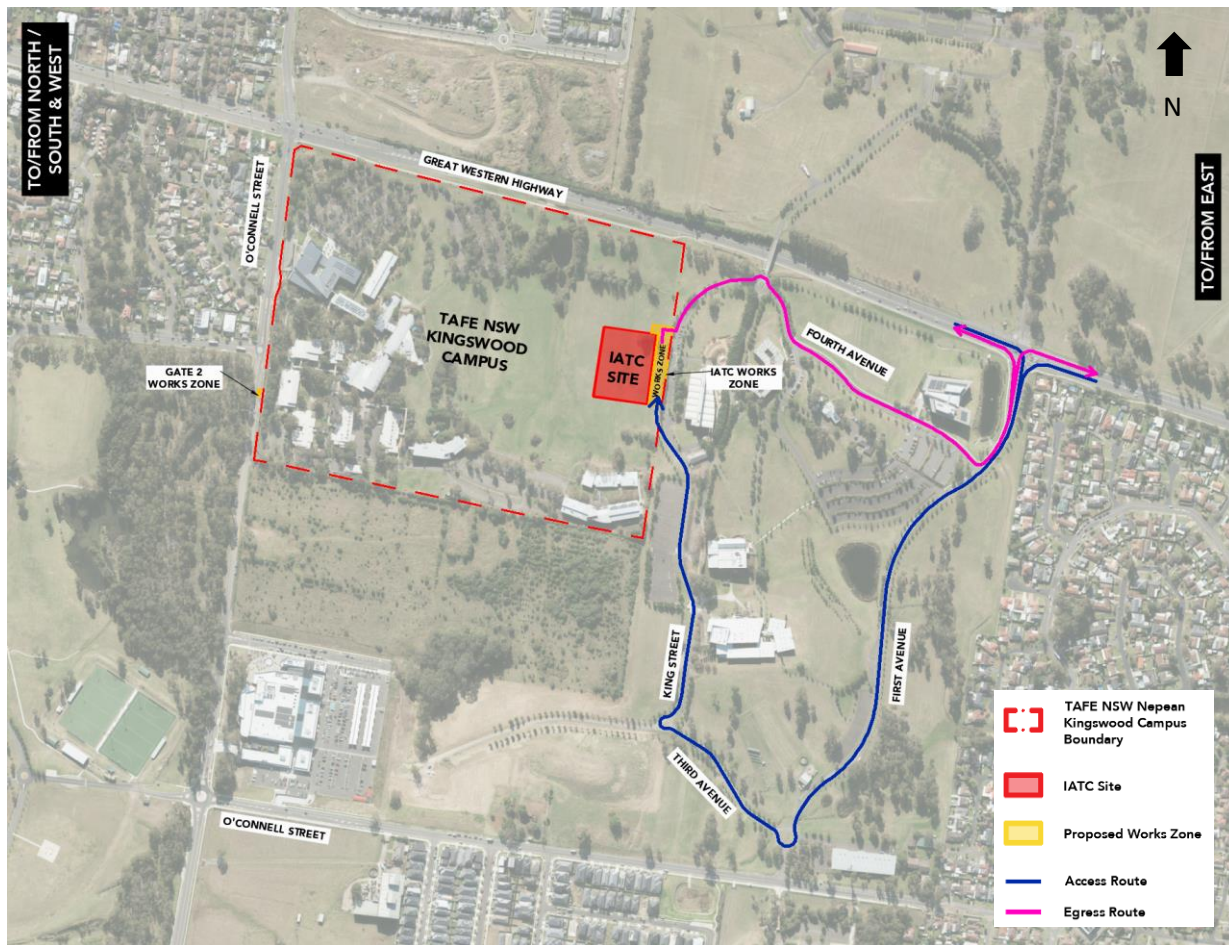 TO/FROM NORTH /
SOUTH & WEST
N
GREAT WESTERN HIGHWAY
O'CONNELL STREET
TO/FROM EAST
TAFE NSW
KINGSWOOD
CAMPUS
IATC
SITE
WORKS ZONE
IATC WORKS
ZONE
FOURTH AVENUE
GATE 2
WORKS ZONE
KING STREET
FIRST AVENUE
THIRD AVENUE
O'CONNELL STREET
TAFE NSW Nepean
Kingswood Campus
Boundary
IATC Site
Proposed Works Zone
Access Route
Egress Route